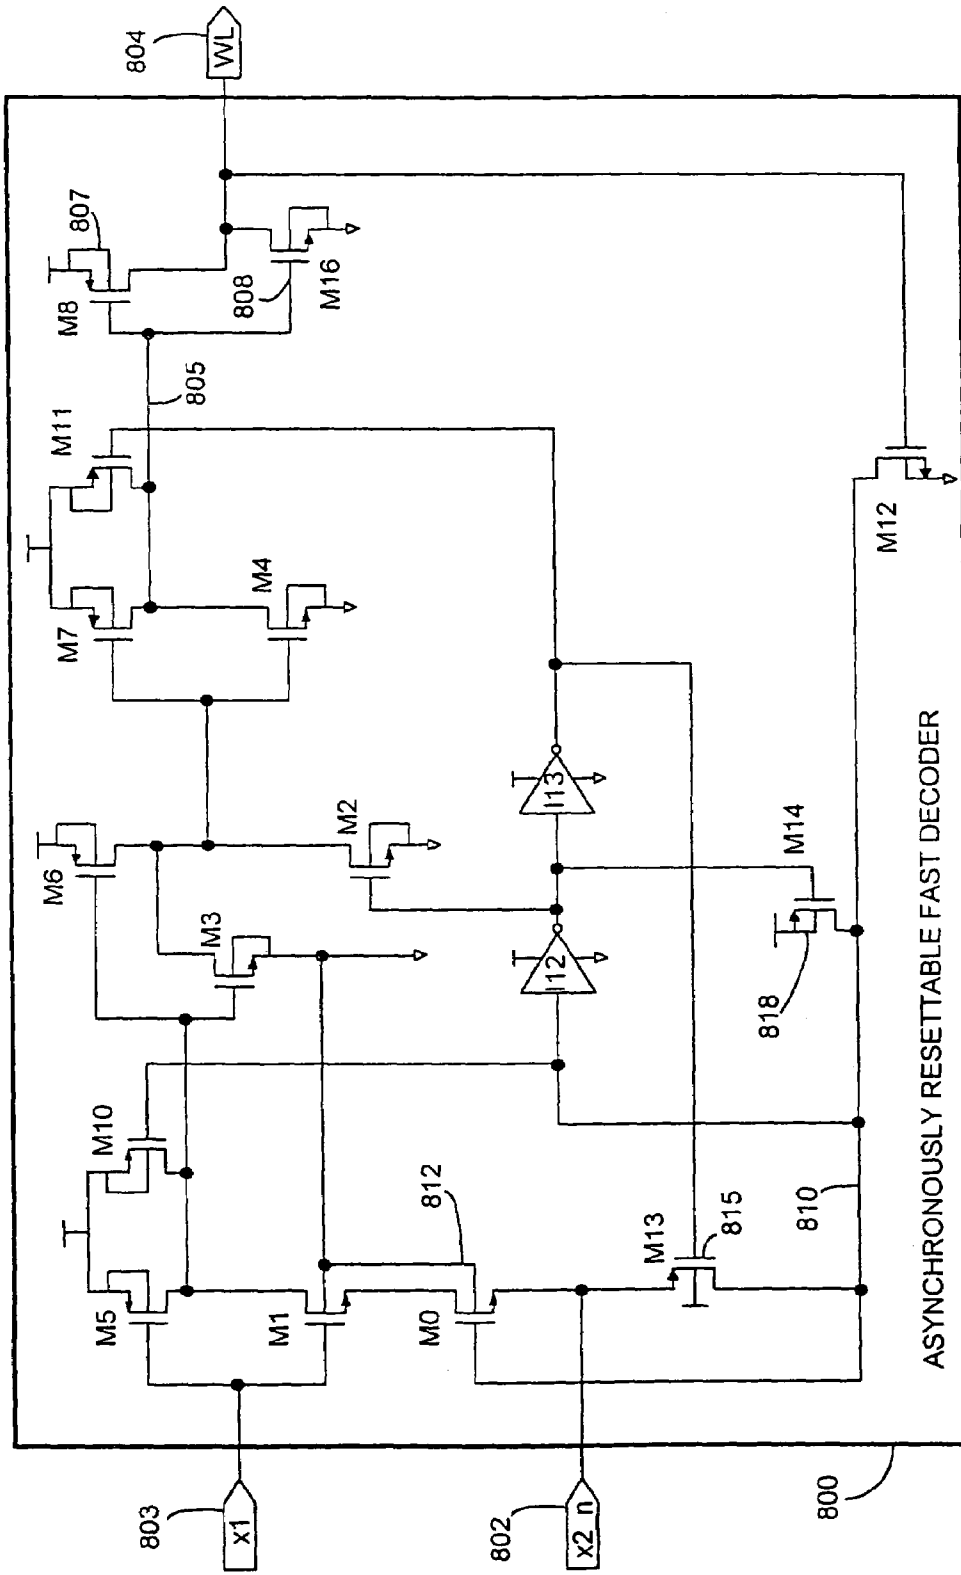 803
x1
802
x2_n
800
804
WL
M5
M10
M1
M0
812
M13
815
810
M6
M3
M2
I12
I13
M14
818
M7
M11
M4
805
M8
807
808
M16
M12
ASYNCHRONOUSLY RESETTABLE FAST DECODER